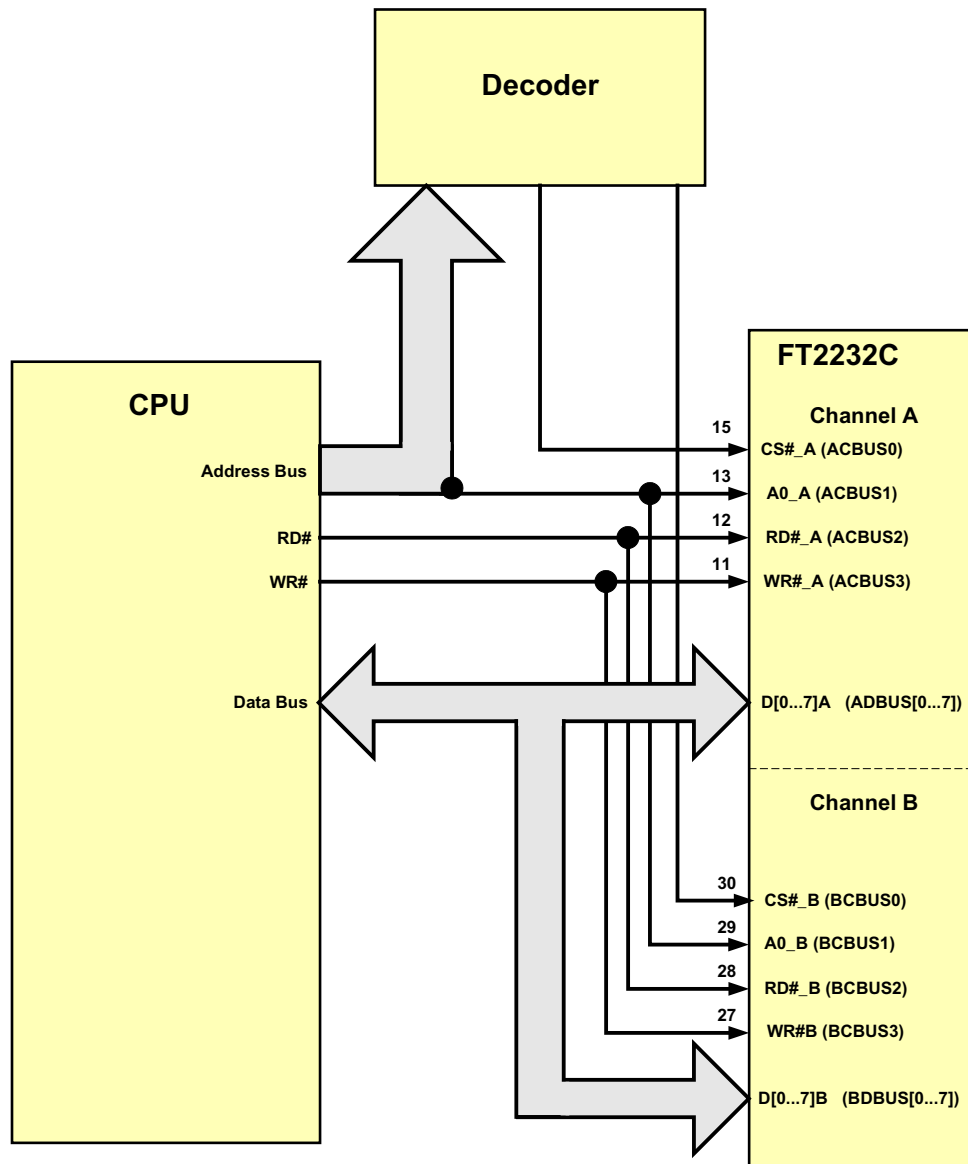 Decoder
CPU
Address Bus
RD#
WR#
Data Bus
FT2232C
Channel A
15
CS#_A (ACBUS0)
13
A0_A (ACBUS1)
12
RD#_A (ACBUS2)
11
WR#_A (ACBUS3)
D[0...7]A (ADBUS[0...7])
Channel B
30
CS#_B (BCBUS0)
29
A0_B (BCBUS1)
28
RD#_B (BCBUS2)
27
WR#B (BCBUS3)
D[0...7]B (BDBUS[0...7])